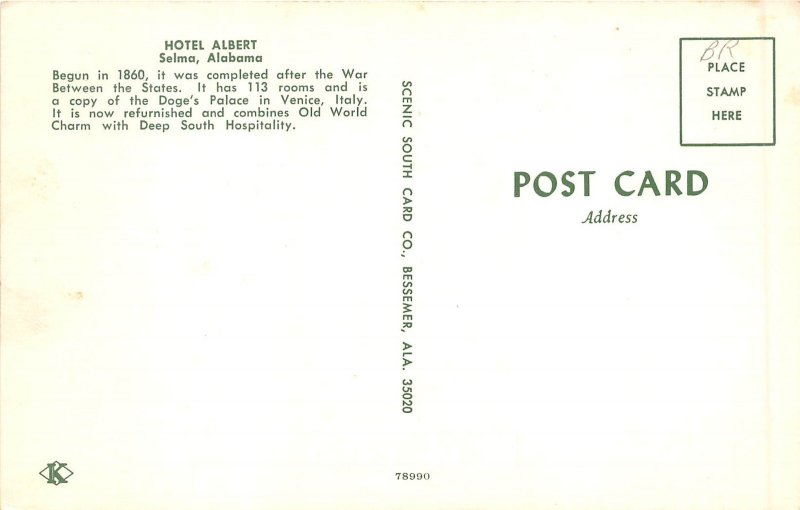 HOTEL ALBERT
Selma, Alabama
Begun in 1860, it was completed after the War
Between the States. It has 113 rooms and is
a copy of the Doge's Palace in Venice, Italy.
It is now refurnished and combines Old World
Charm with Deep South Hospitality.
SCENIC SOUTH CARD CO., BESSEMER, ALA. 35020
BR
PLACE
STAMP
HERE
POST CARD
Address
K
78990